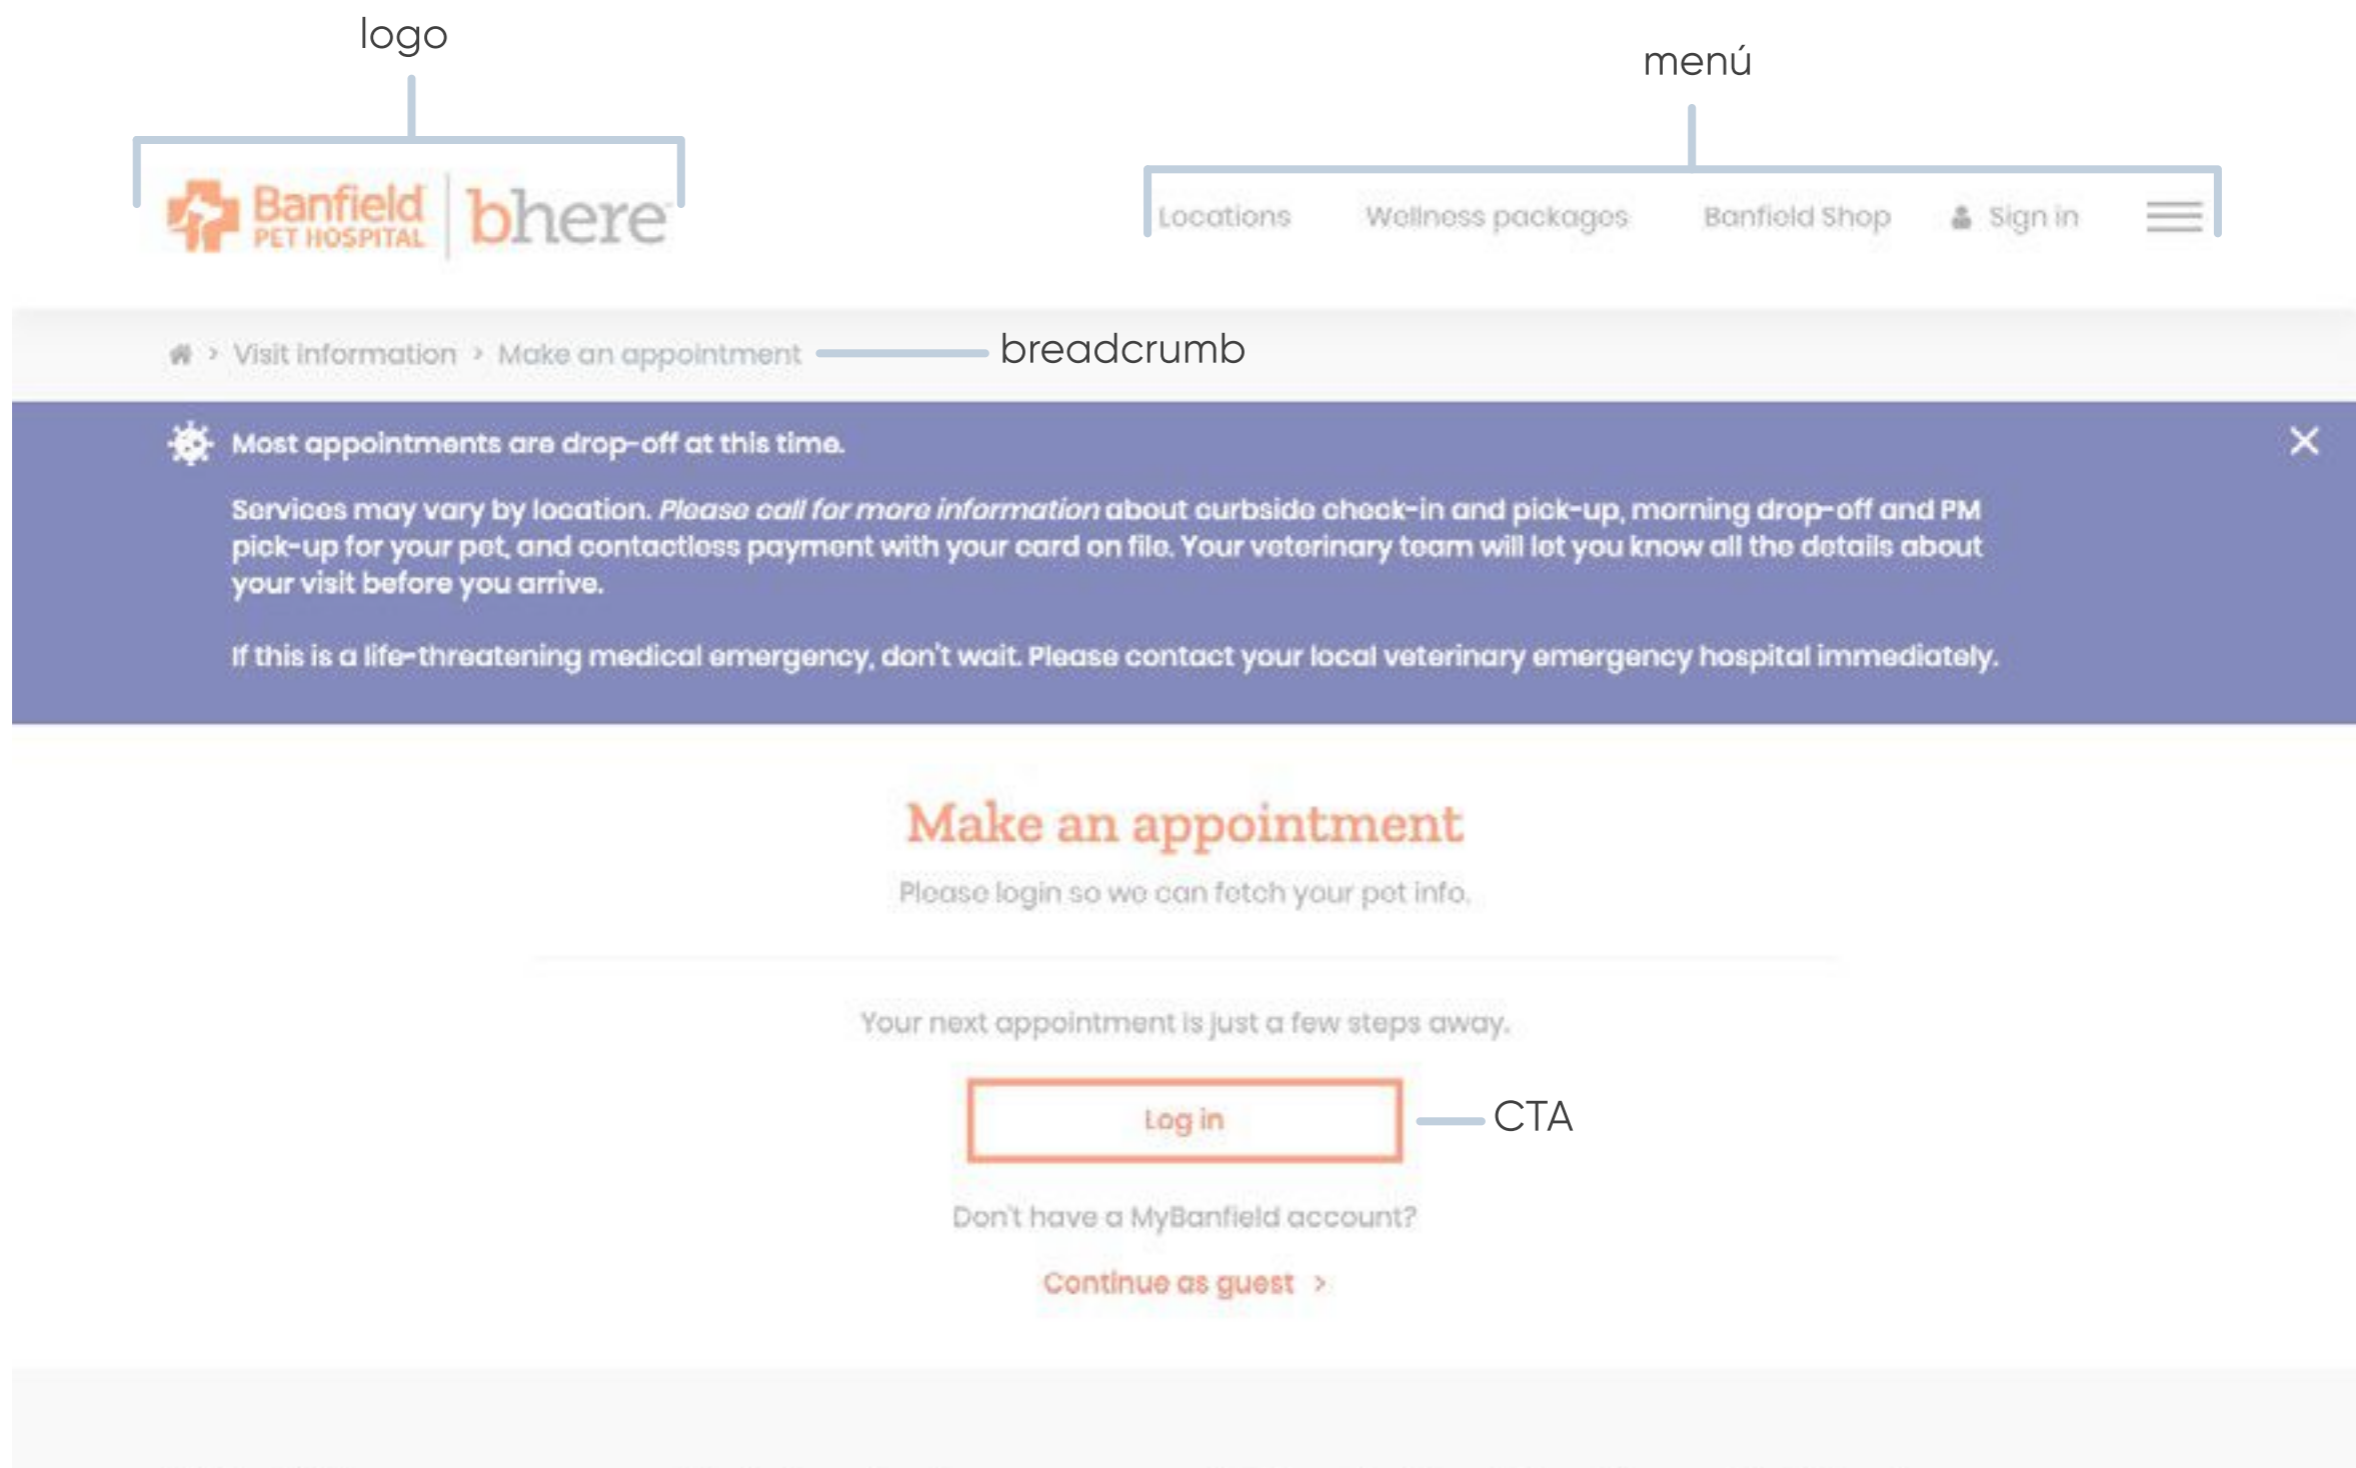 logo
menú
Banfield
PET HOSPITAL
bhere
Locations Wellness packages Banfield Shop Sign in
> Visit information > Make an appointment
breadcrumb
Most appointments are drop-off at this time.
Services may vary by location. Please call for more information about curbside check-in and pick-up, morning drop-off and PM
pick-up for your pet, and contactless payment with your card on file. Your veterinary team will let you know all the details about
your visit before you arrive.
If this is a life-threatening medical emergency, don't wait. Please contact your local veterinary emergency hospital immediately.
Make an appointment
Please login so we can fetch your pet info.
Your next appointment is just a few steps away.
Log in
CTA
Don't have a MyBanfield account?
Continue as guest >